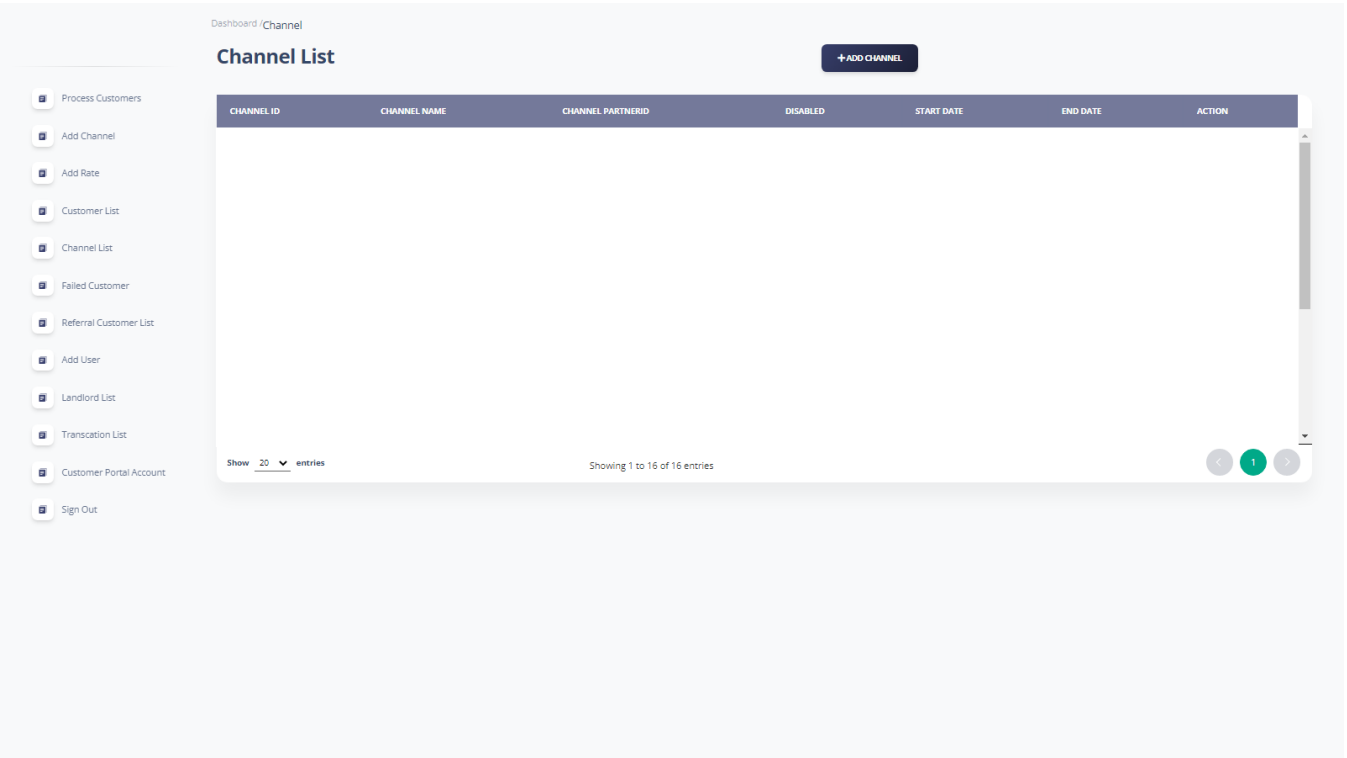 Dashboard /Channel
Channel List
+ADD CHANNEL
Process Customers
Add Channel
Add Rate
Customer List
Channel List
Failed Customer
Referral Customer List
Add User
Landlord List
Transcation List
Customer Portal Account
Sign Out
CHANNEL ID CHANNEL NAME CHANNEL PARTNERID DISABLED START DATE END DATE ACTION
Show 20 entries Showing 1 to 16 of 16 entries < 1 >